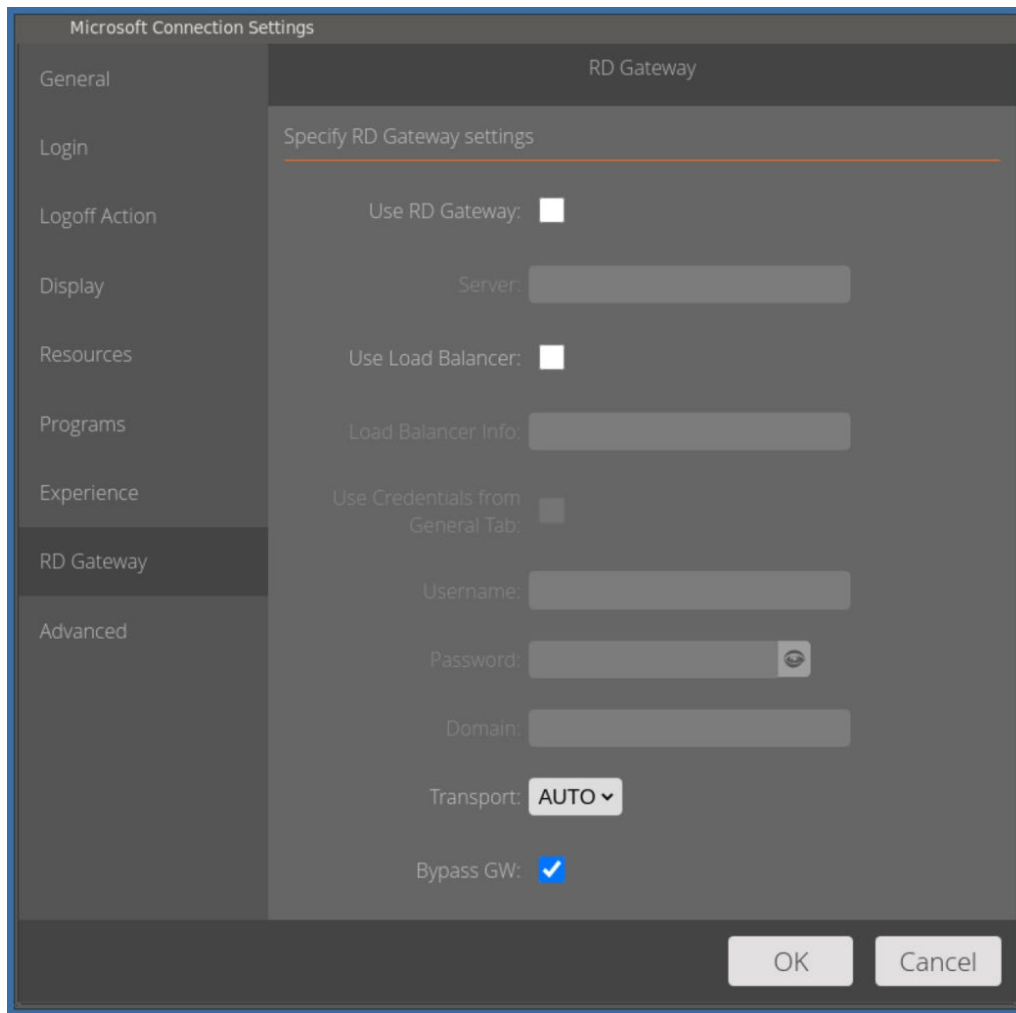 Microsoft Connection Settings
General
Login
Logoff Action
Display
Resources
Programs
Experience
RD Gateway
Advanced
RD Gateway
Specify RD Gateway settings
Use RD Gateway:
Server:
Use Load Balancer:
Load Balancer Info:
Use Credentials from
General Tab:
Username:
Password:
Domain:
Transport: AUTO
Bypass GW:
OK Cancel